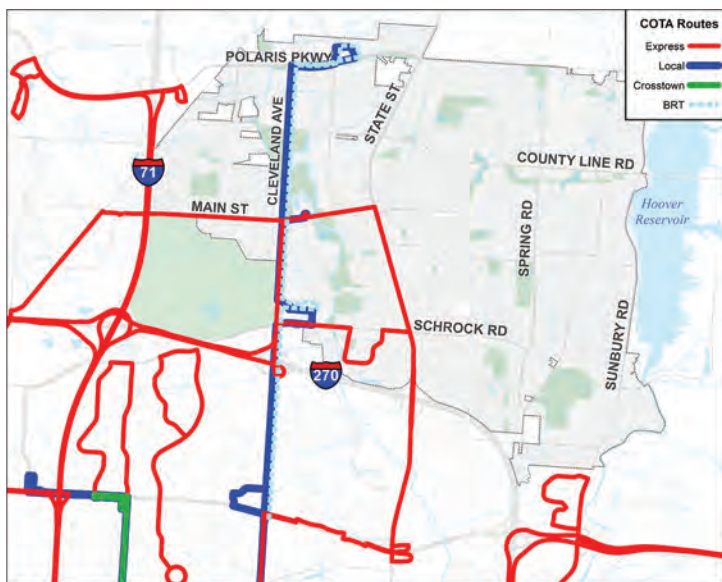 COTA Routes
Express
Local
Crosstown
BRT
POLARIS PKWY
CLEVELAND AVE
STATE ST
COUNTY LINE RD
71
MAIN ST
Hoover
Reservoir
SPRING RD
SCHROCK RD
SUNBURY RD
270